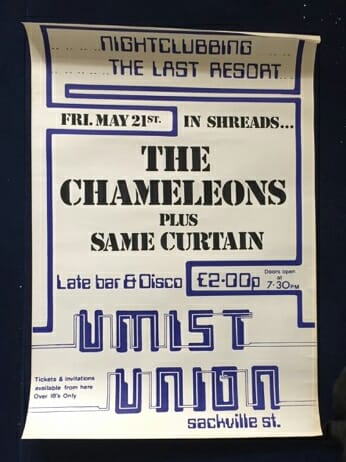 NIGHTCLUBBING
THE LAST RESORT
FRI. MAY 21ST. IN SHREADS...
THE
CHAMELEONS
PLUS
SAME CURTAIN
Late bar & Disco £2·00p Doors open at 7·30PM
UMIST
UNION
Tickets & invitations
available from here
Over 18's Only
sackville st.